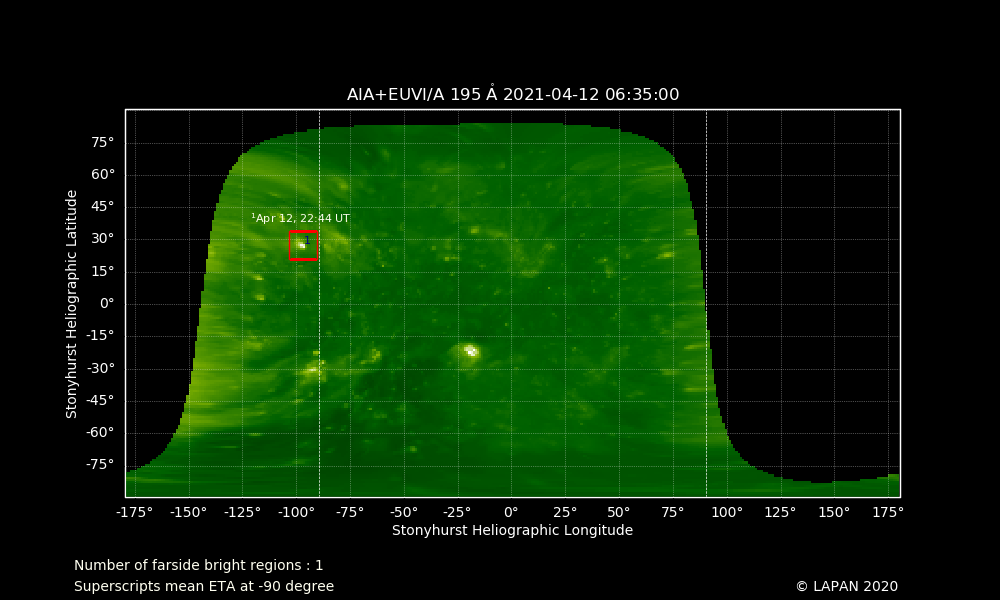 AIA+EUVI/A 195 Å 2021-04-12 06:35:00
75°
60°
¹Apr 12, 22:44 UT
45°
1
30°
15°
0°
-15°
-30°
-45°
-60°
-75°
Stonyhurst Heliographic Latitude
-175° -150° -125° -100° -75° -50° -25° 0° 25° 50° 75° 100° 125° 150° 175°
Stonyhurst Heliographic Longitude
Number of farside bright regions : 1
Superscripts mean ETA at -90 degree
© LAPAN 2020